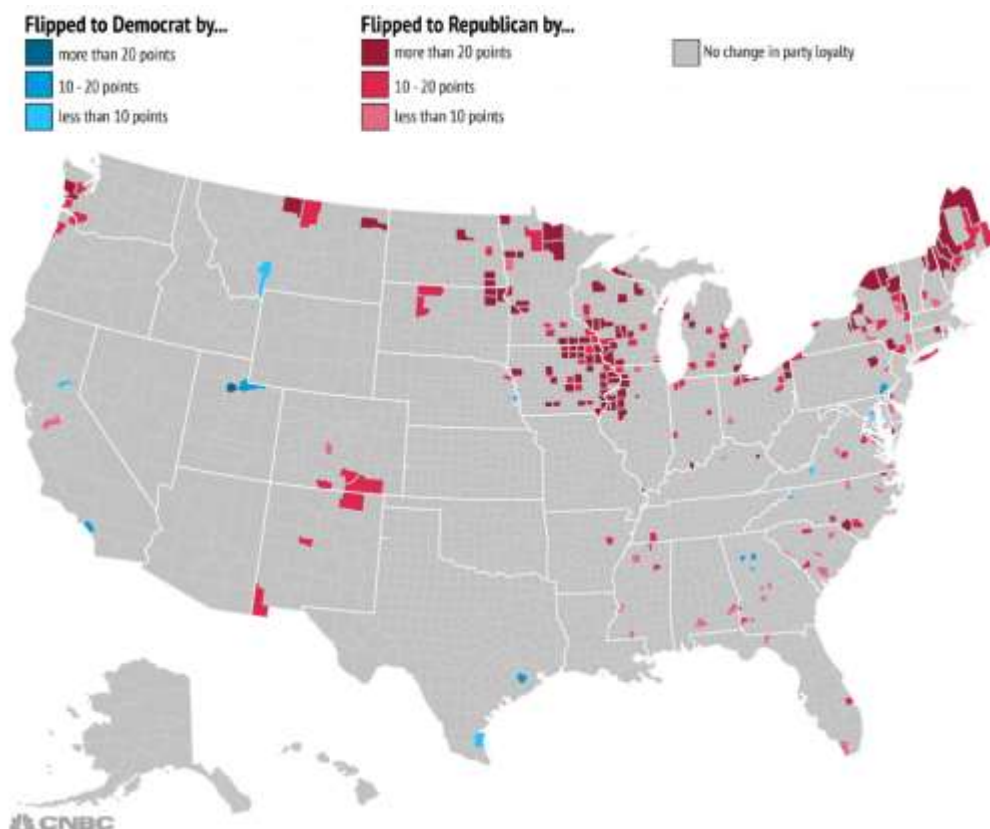 Flipped to Democrat by...
more than 20 points
10 - 20 points
less than 10 points
Flipped to Republican by...
more than 20 points
10 - 20 points
less than 10 points
No change in party loyalty
CNBC